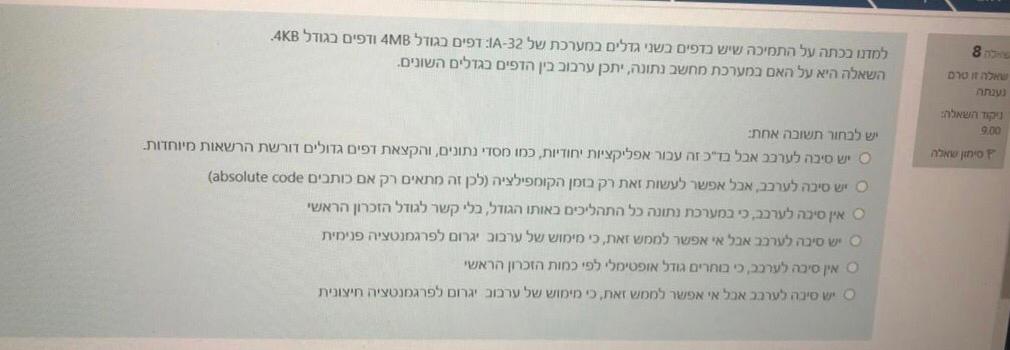 למדנו בכתה על התמיכה שיש בדפים בשני גדלים במערכת של IA-32: דפים בגודל 4MB ודפים בגודל 4KB.
השאלה היא על האם במערכת מחשב נתונה, יתכן ערבוב בין הדפים בגדלים השונים.
יש לבחור תשובה אחת:
יש סיבה לערבב אבל בד"כ זה עבור אפליקציות יחודיות, כמו מסדי נתונים, והקצאת דפים גדולים דורשת הרשאות מיוחדות.
יש סיבה לערבב, אבל אפשר לעשות זאת רק בזמן הקומפילציה (לכן זה מתאים רק אם כותבים absolute code)
אין סיבה לערבב, כי במערכת נתונה כל התהליכים באותו הגודל, בלי קשר לגודל הזכרון הראשי
יש סיבה לערבב אבל אי אפשר לממש זאת, כי מימוש של ערבוב יגרום לפרגמנטציה פנימית
אין סיבה לערבב, כי בוחרים גודל אופטימלי לפי כמות הזכרון הראשי
יש סיבה לערבב אבל אי אפשר לממש זאת, כי מימוש של ערבוב יגרום לפרגמנטציה חיצונית
שאלה 8
שאלה זו טרם
נענתה
ניקוד השאלה:
9.00
סימון שאלה